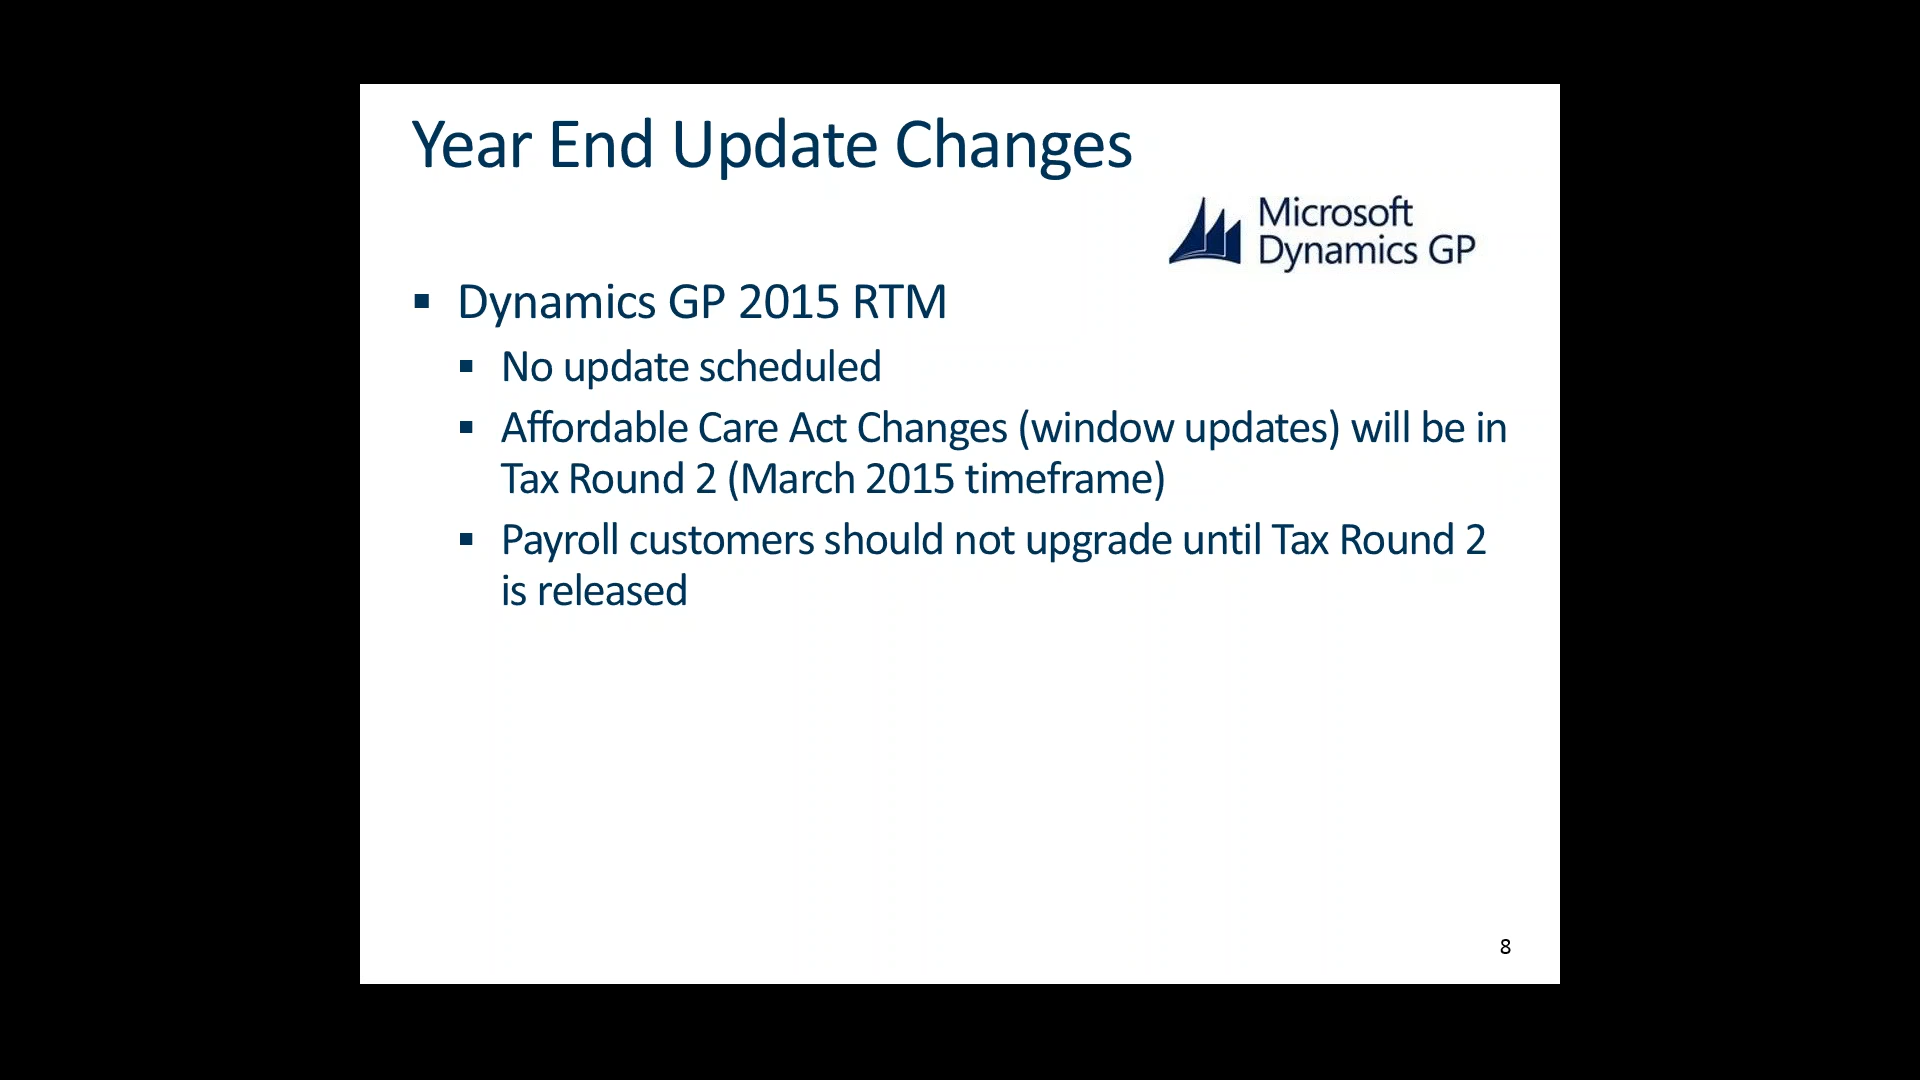 Year End Update Changes
Microsoft
Dynamics GP
▪ Dynamics GP 2015 RTM
▪ No update scheduled
▪ Affordable Care Act Changes (window updates) will be in
Tax Round 2 (March 2015 timeframe)
▪ Payroll customers should not upgrade until Tax Round 2
is released
8